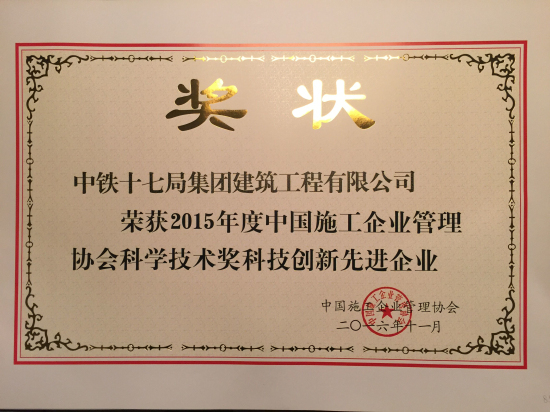 奖状
中铁十七局集团建筑工程有限公司
荣获2015年度中国施工企业管理
协会科学技术奖科技创新先进企业
中国施工企业管理协会
二〇一六年十一月